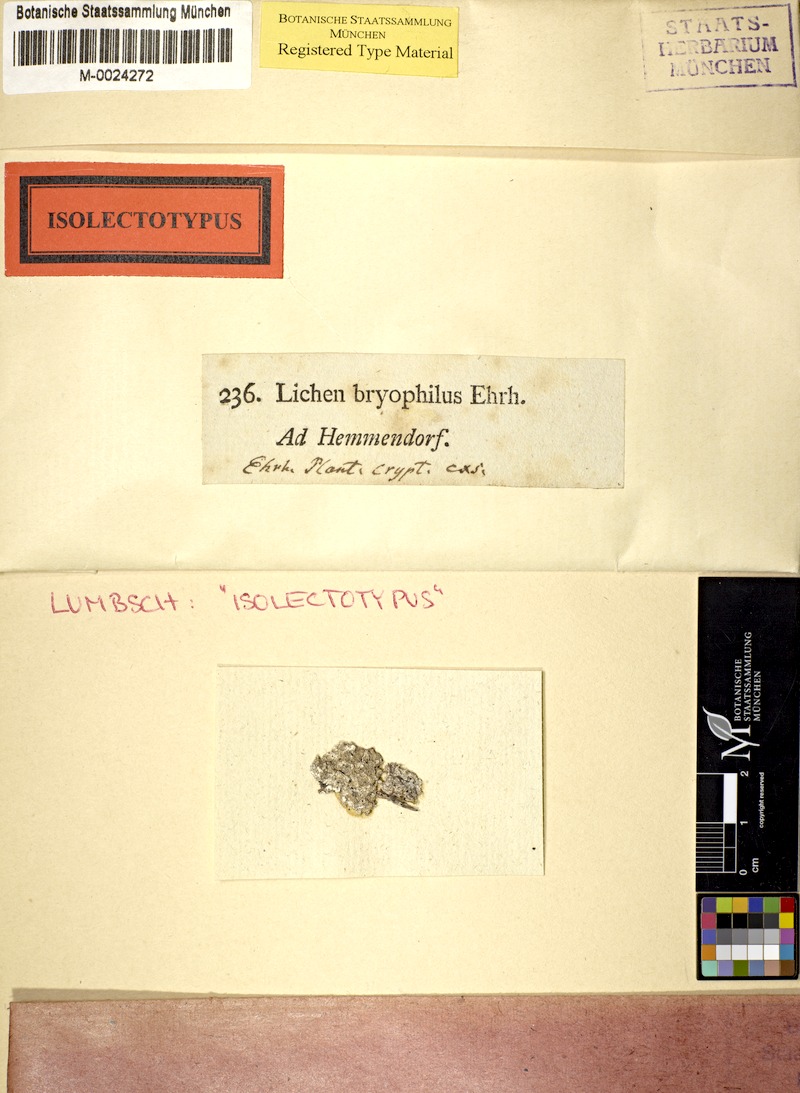 Botanische Staatssammlung München
M-0024272
BOTANISCHE STAATSSAMMLUNG
MÜNCHEN
Registered Type Material
STAATS-
HERBARIUM
MÜNCHEN
ISOLECTOTYPUS
236. Lichen bryophilus Ehrh.
Ad Hemmendorf.
Ehrh. Plant. crypt. exs.
LUMBSCH: "ISOLECTOTYPUS"
BOTANISCHE
STAATSSAMMLUNG
MÜNCHEN
0 1 2
cm
copyright reserved